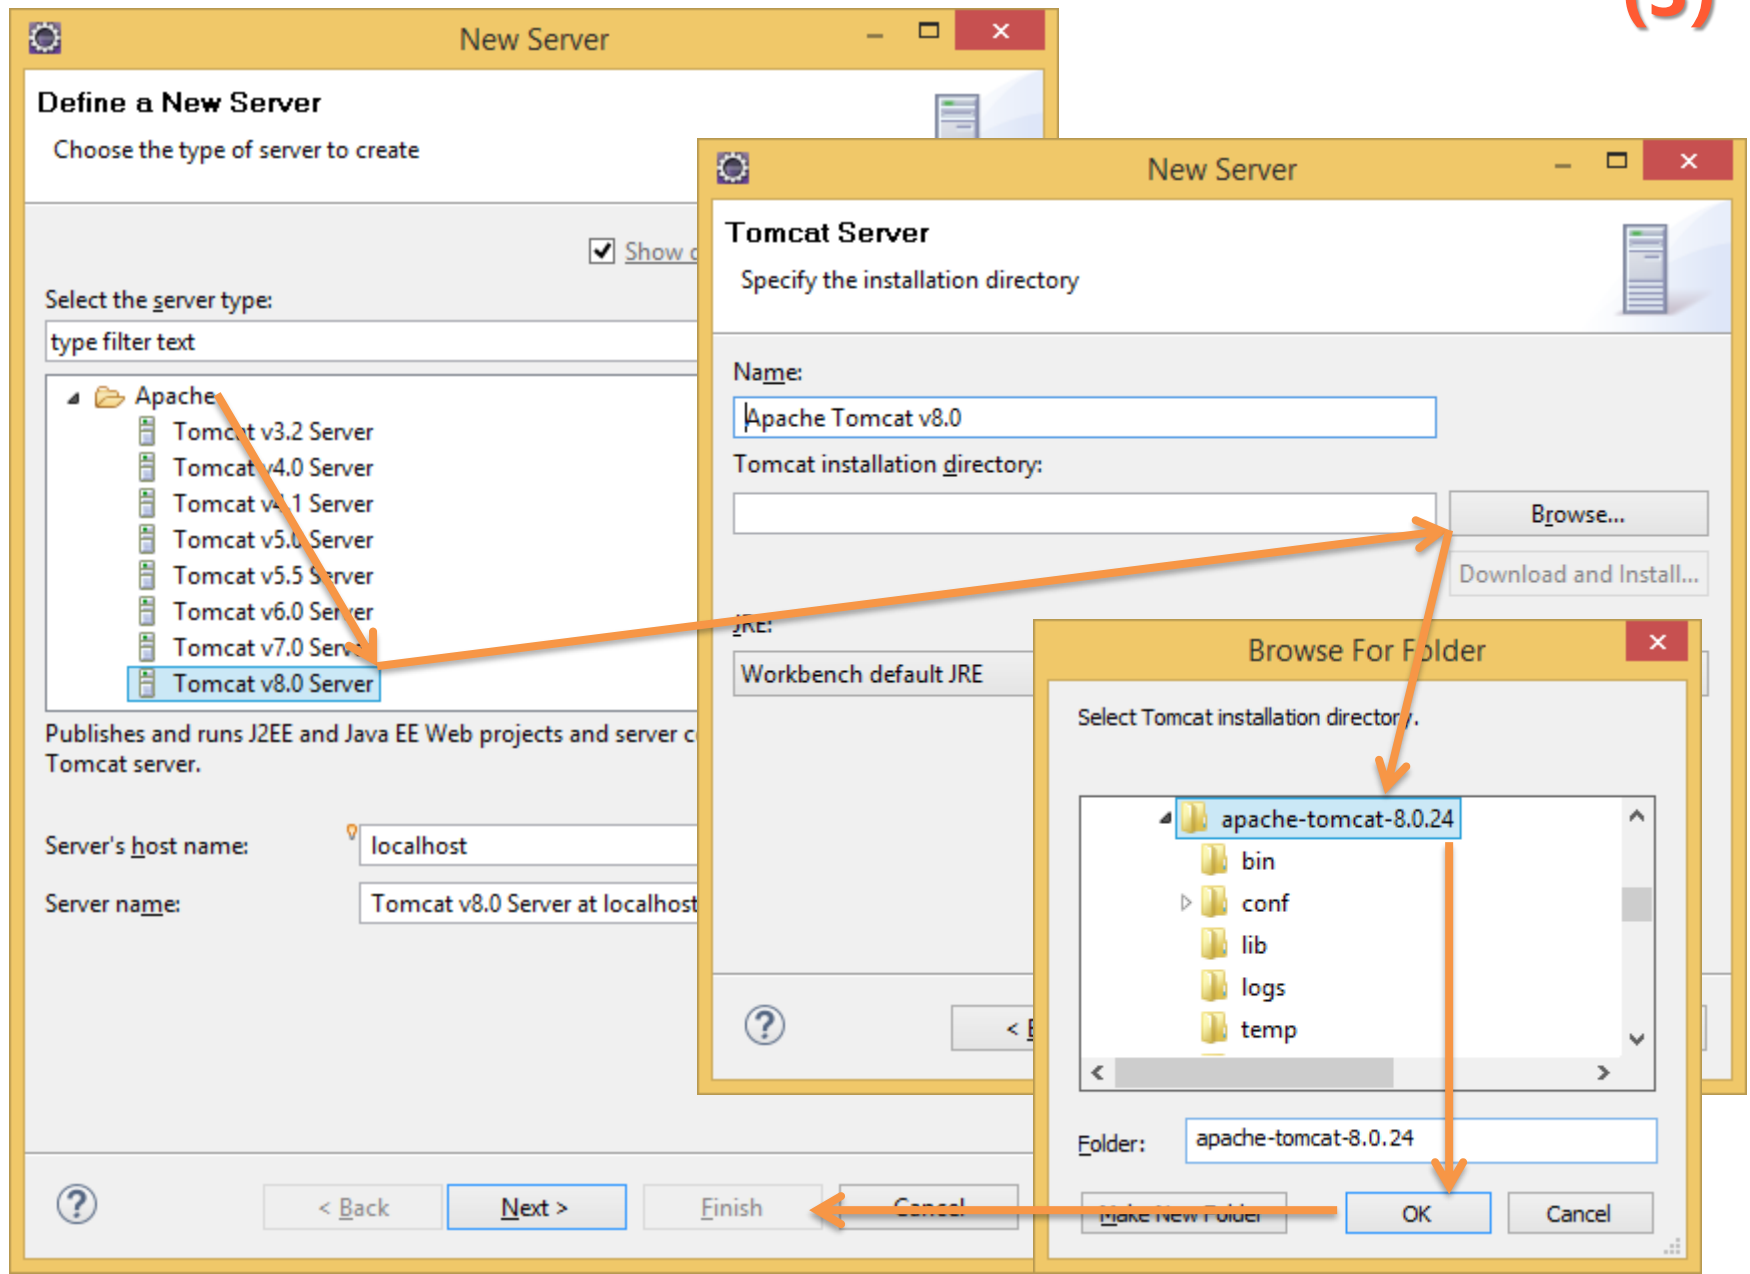 (3)
New Server
Define a New Server
Choose the type of server to create
Show
Select the server type:
type filter text
Apache
Tomcat v3.2 Server
Tomcat v4.0 Server
Tomcat v4.1 Server
Tomcat v5.0 Server
Tomcat v5.5 Server
Tomcat v6.0 Server
Tomcat v7.0 Server
Tomcat v8.0 Server
Publishes and runs J2EE and Java EE Web projects and server
Tomcat server.
Server's host name:
localhost
Server name:
Tomcat v8.0 Server at localhost
< Back
Next >
Finish
Cancel
New Server
Tomcat Server
Specify the installation directory
Name:
Apache Tomcat v8.0
Tomcat installation directory:
Browse...
Download and Install...
JRE:
Workbench default JRE
<
Browse For Folder
Select Tomcat installation directory.
apache-tomcat-8.0.24
bin
conf
lib
logs
temp
Folder:
apache-tomcat-8.0.24
Make New Folder
OK
Cancel